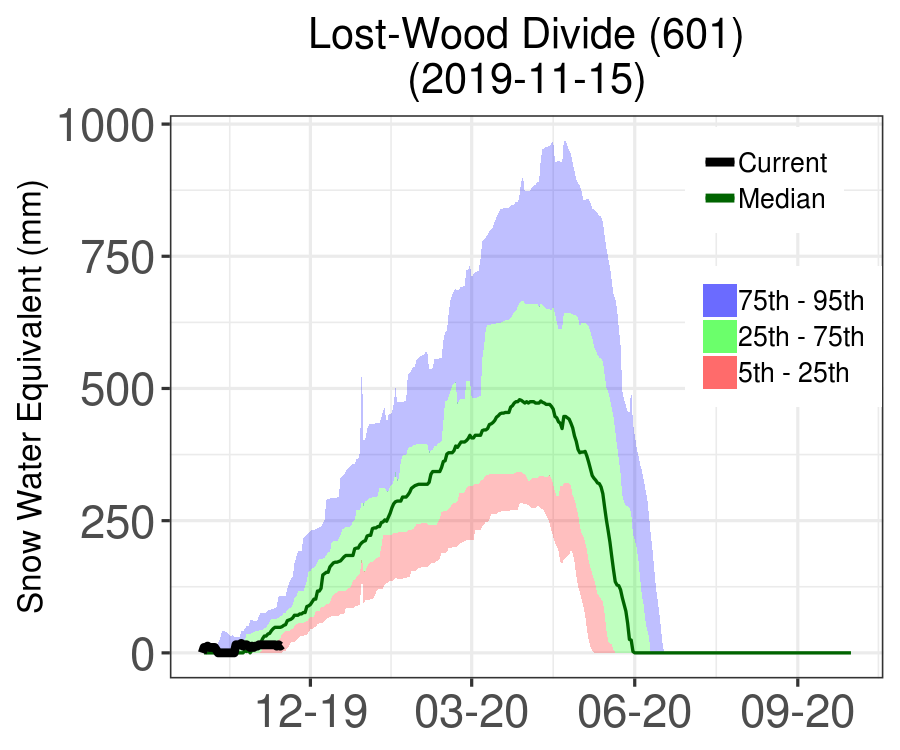 Lost-Wood Divide (601)
(2019-11-15)
Snow Water Equivalent (mm)
1000
750
500
250
0
Current
Median
75th - 95th
25th - 75th
5th - 25th
12-19
03-20
06-20
09-20